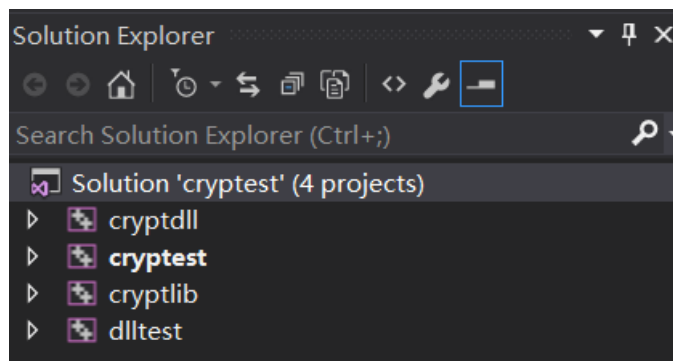 Solution Explorer
Search Solution Explorer (Ctrl+;)
Solution 'cryptest' (4 projects)
cryptdll
cryptest
cryptlib
dlltest